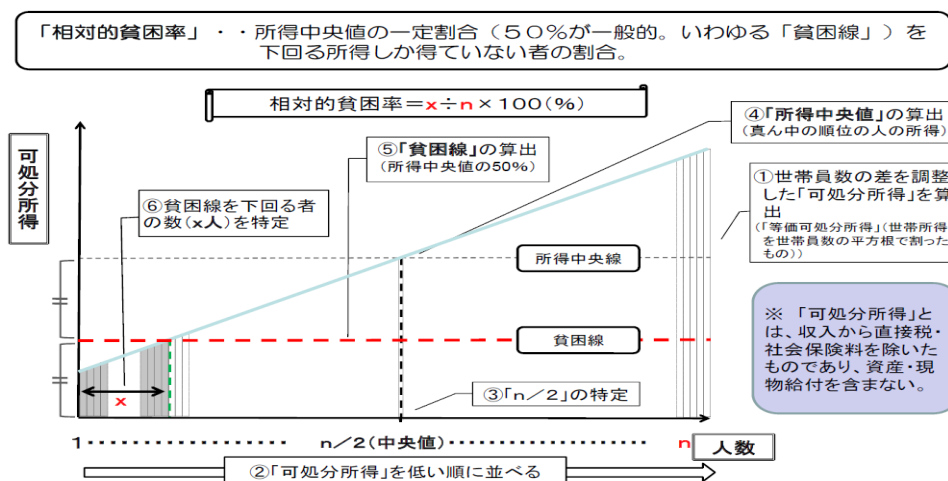 「相対的貧困率」・・所得中央値の一定割合（５０％が一般的。いわゆる「貧困線」）を
下回る所得しか得ていない者の割合。
相対的貧困率＝x÷n×100(%)
可処分所得
④「所得中央値」の算出
(真ん中の順位の人の所得)
⑤「貧困線」の算出
(所得中央値の50%)
①世帯員数の差を調整
した「可処分所得」を算
出
(「等価可処分所得」(世帯所得
を世帯員数の平方根で割った
もの))
⑥貧困線を下回る者
の数(x人)を特定
所得中央線
貧困線
※　「可処分所得」と
は、収入から直接税・
社会保険料を除いた
ものであり、資産・現
物給付を含まない。
x
③「n／2」の特定
1 n／2(中央値) n 人数
②「可処分所得」を低い順に並べる